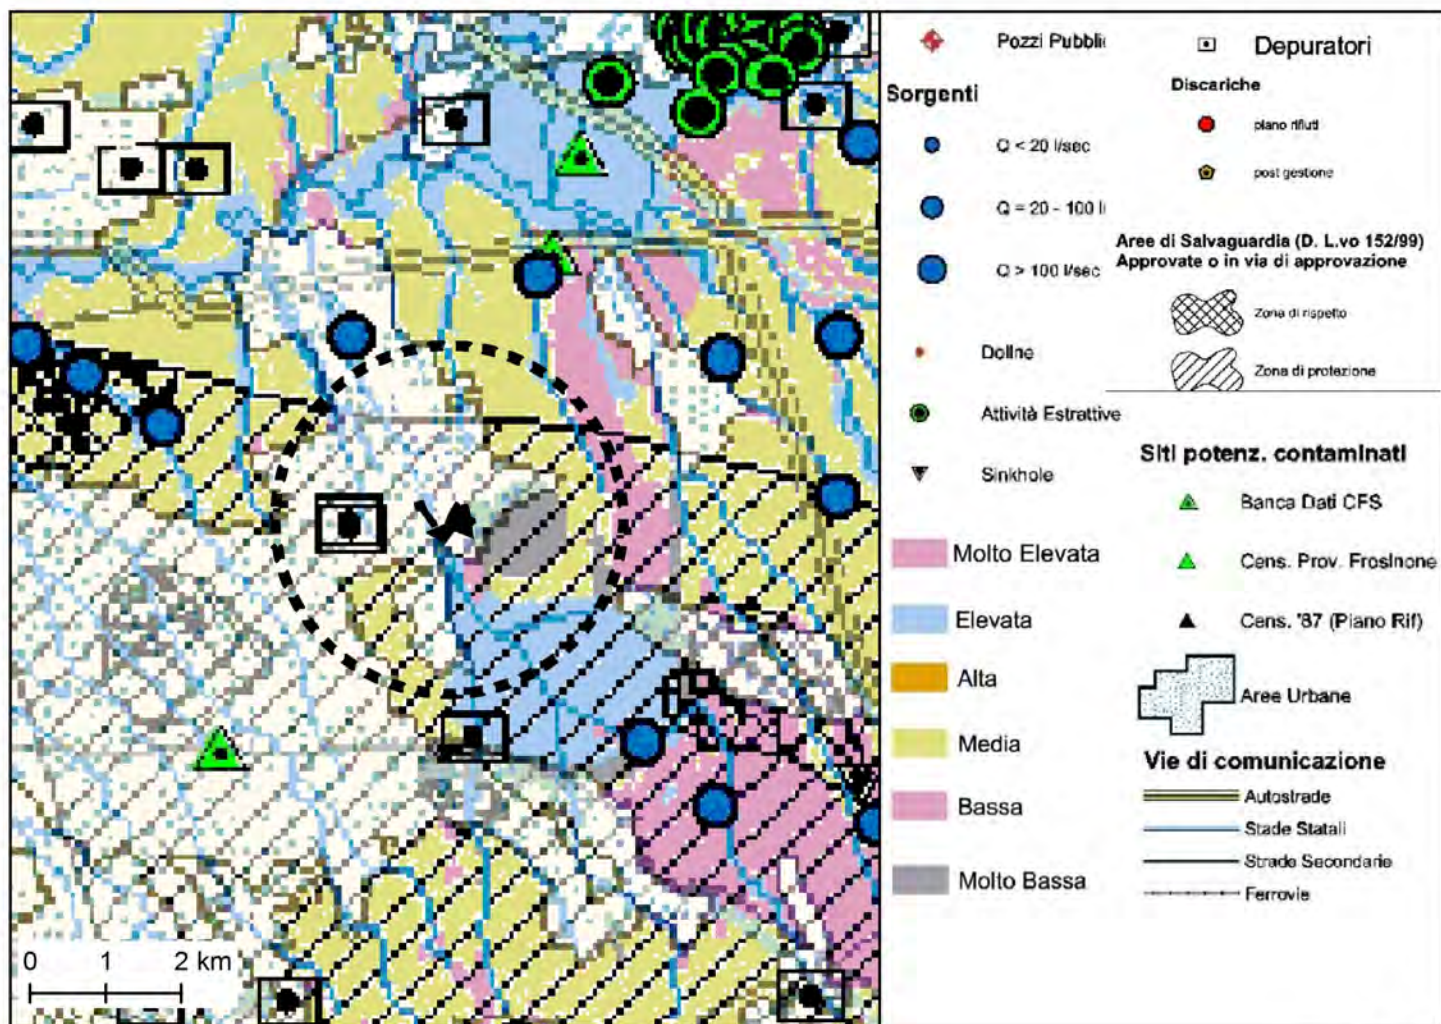 Pozzi Pubbli
Sorgenti
Q < 20 l/sec
Q = 20 - 100 l
Q > 100 l/sec
Doline
Attività Estrattive
Sinkhole
Molto Elevata
Elevata
Alta
Media
Bassa
Molto Bassa
Depuratori
Discariche
piano rifiuti
post gestione
Aree di Salvaguardia (D. L.vo 152/99)
Approvate o in via di approvazione
Zona di rispetto
Zona di protezione
Siti potenz. contaminati
Banca Dati CFS
Cens. Prov. Frosinone
Cens. '87 (Piano Rif)
Aree Urbane
Vie di comunicazione
Autostrade
Stade Statali
Strade Secondarie
Ferrovie
0 1 2 km